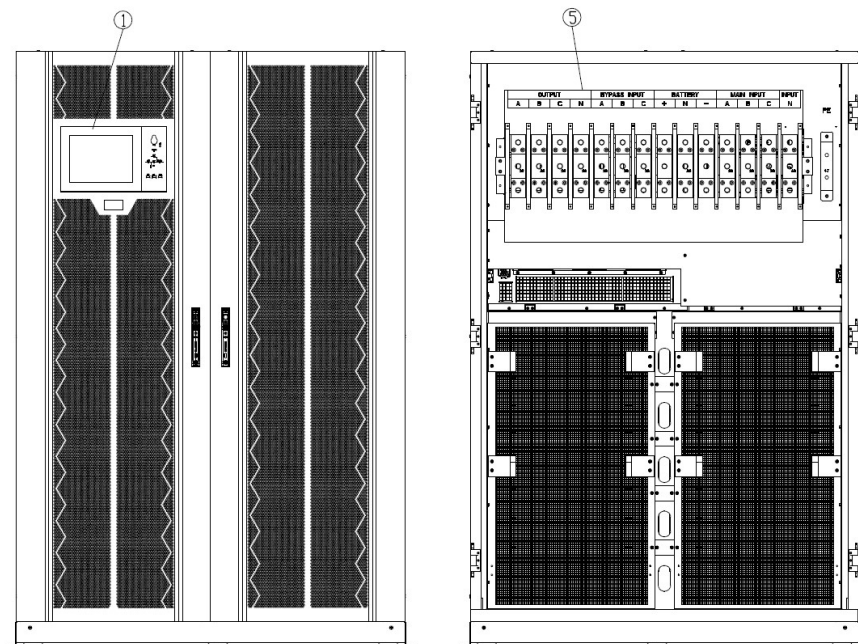 ①
⑤
OUTPUT BYPASS INPUT BATTERY MAIN INPUT INPUT
A B C N A B C + N − A B C N
PE